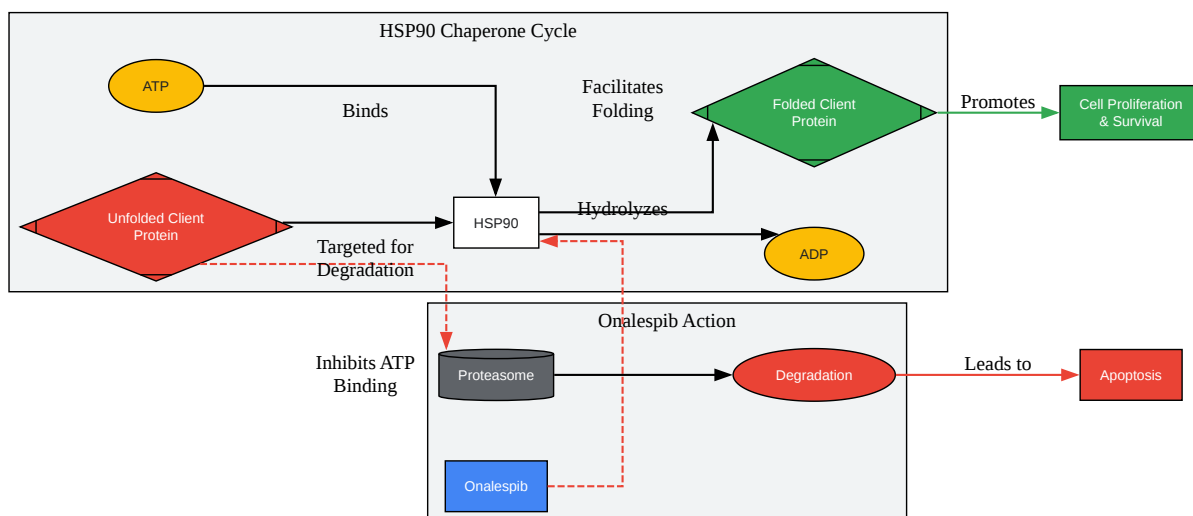 HSP90 Chaperone Cycle
ATP
Binds
Facilitates
Folding
Folded Client
Protein
Promotes
Cell Proliferation
& Survival
Unfolded Client
Protein
HSP90
Hydrolyzes
ADP
Targeted for
Degradation
Onalespib Action
Inhibits ATP
Binding
Proteasome
Degradation
Leads to
Apoptosis
Onalespib